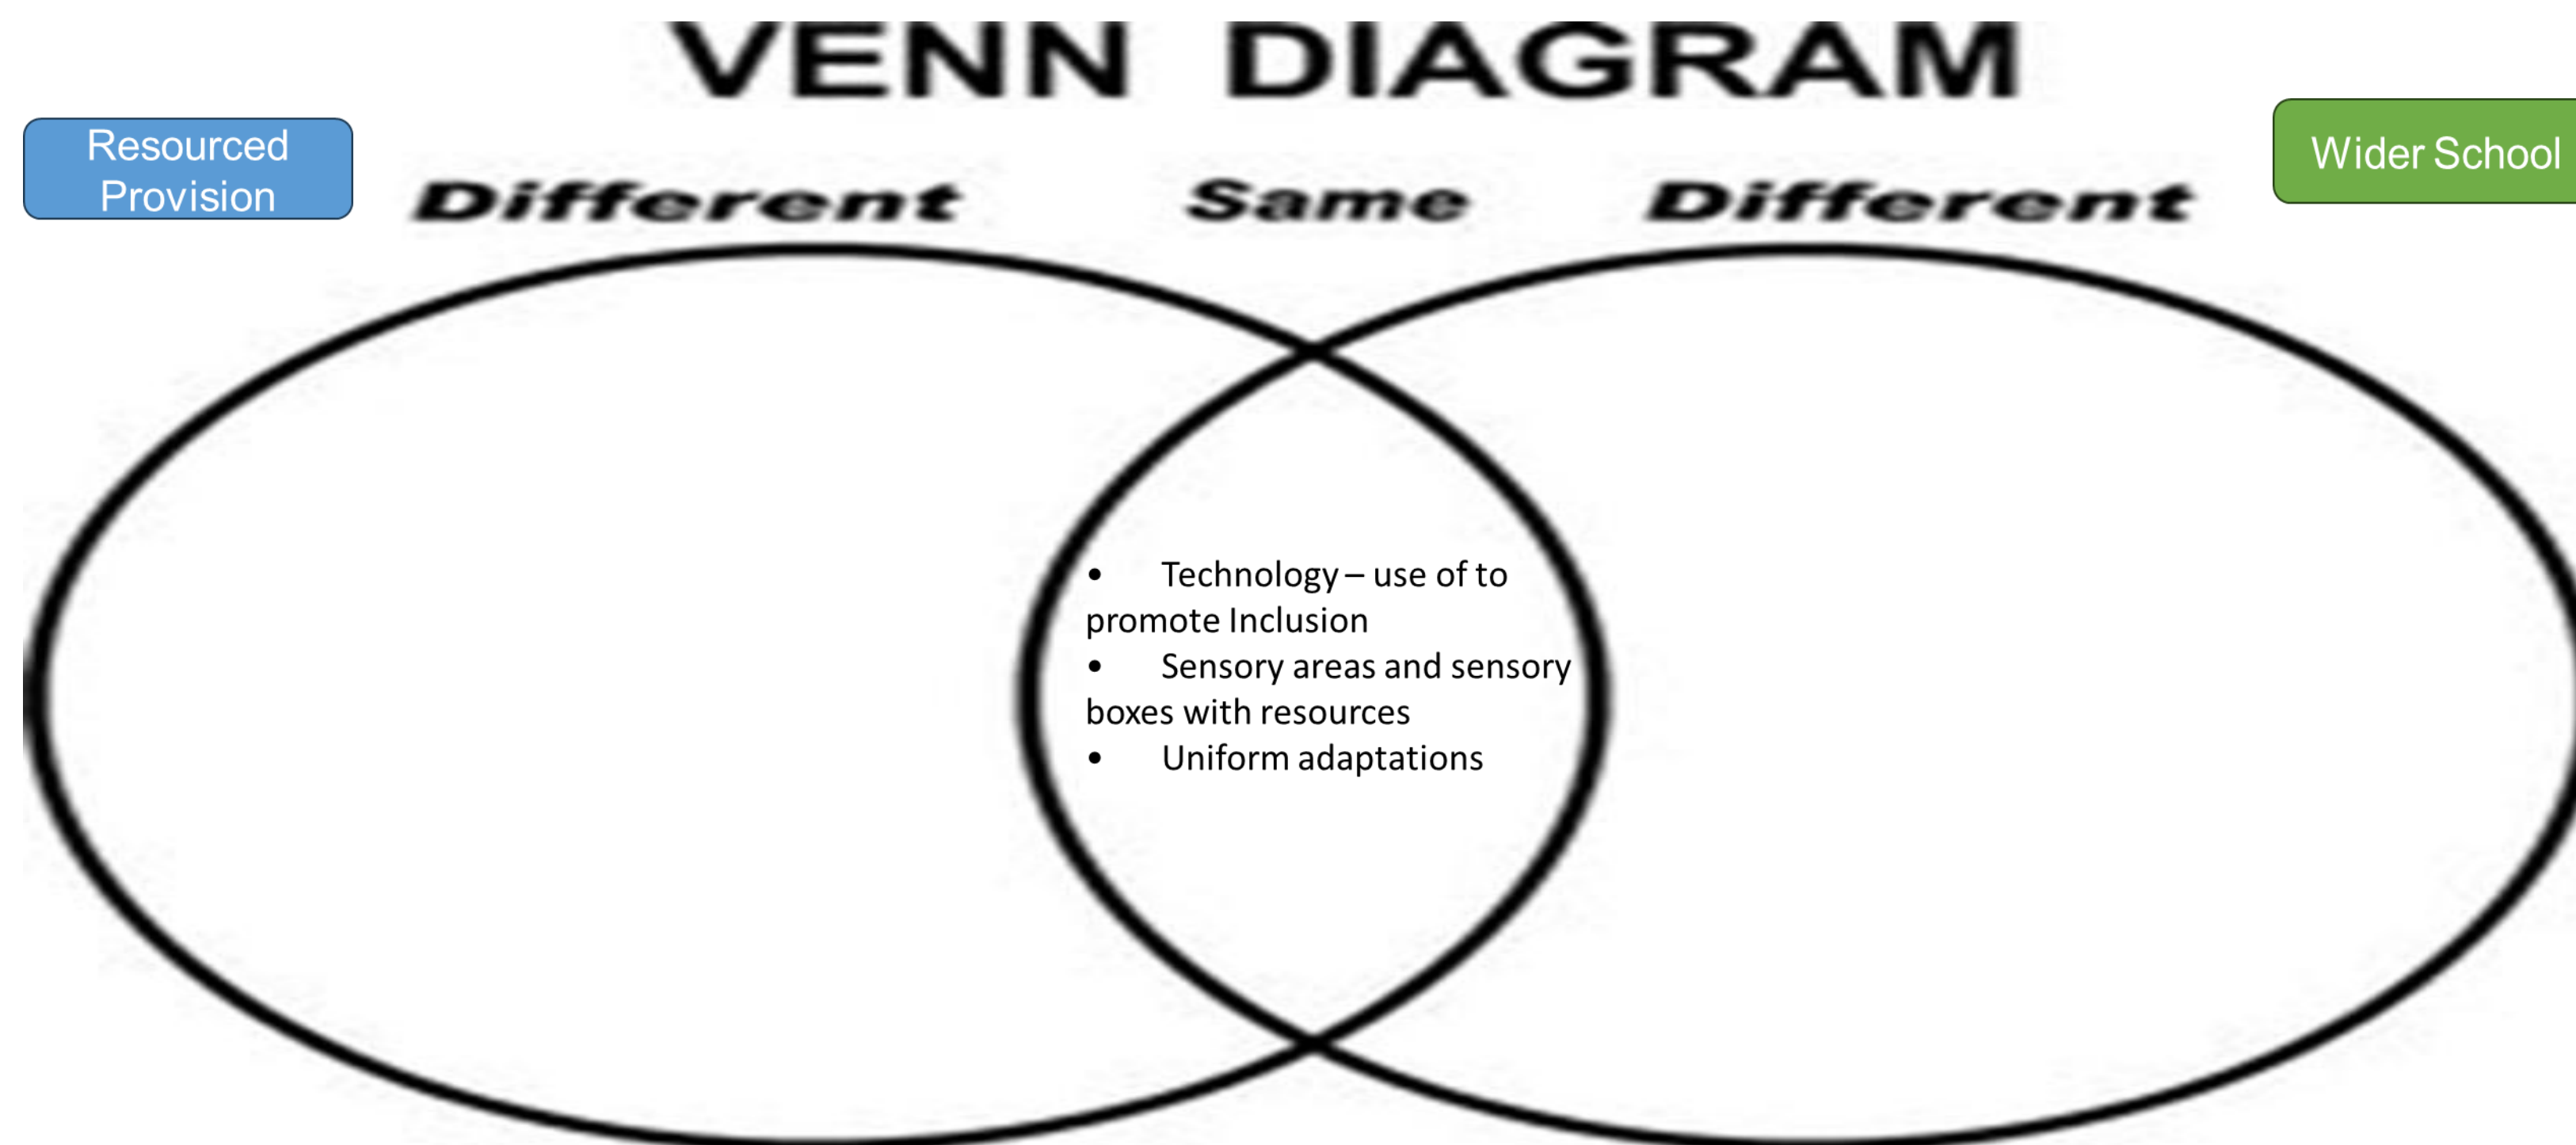 VENN DIAGRAM
Resourced
Provision
Different
Same
Different
Wider School
• Technology – use of to
promote Inclusion
• Sensory areas and sensory
boxes with resources
• Uniform adaptations